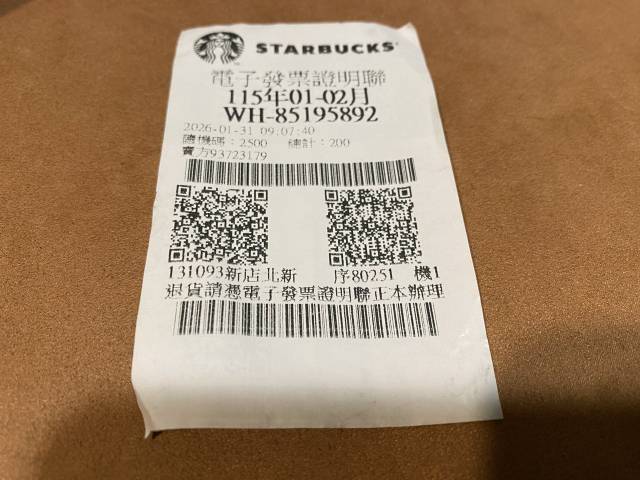 STARBUCKS
電子發票證明聯
115年01-02月
WH-85195892
2026-01-31 09:07:40
隨機碼：2500 總計：200
賣方93723179
131093新店北新 序80251 機1
退貨請憑電子發票證明聯正本辦理